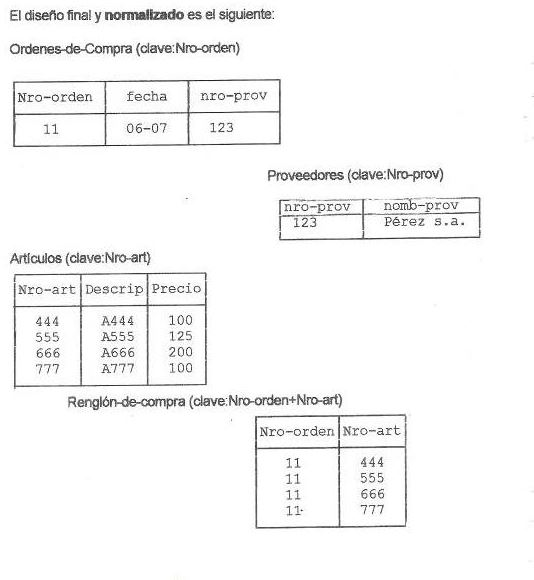 El diseño final y normalizado es el siguiente:
Ordenes-de-Compra (clave:Nro-orden)
Nro-orden fecha nro-prov
11 06-07 123
Proveedores (clave:Nro-prov)
nro-prov nomb-prov
123 Pérez s.a.
Artículos (clave:Nro-art)
Nro-art Descrip Precio
444 A444 100
555 A555 125
666 A666 200
777 A777 100
Renglón-de-compra (clave:Nro-orden+Nro-art)
Nro-orden Nro-art
11 444
11 555
11 666
11 777